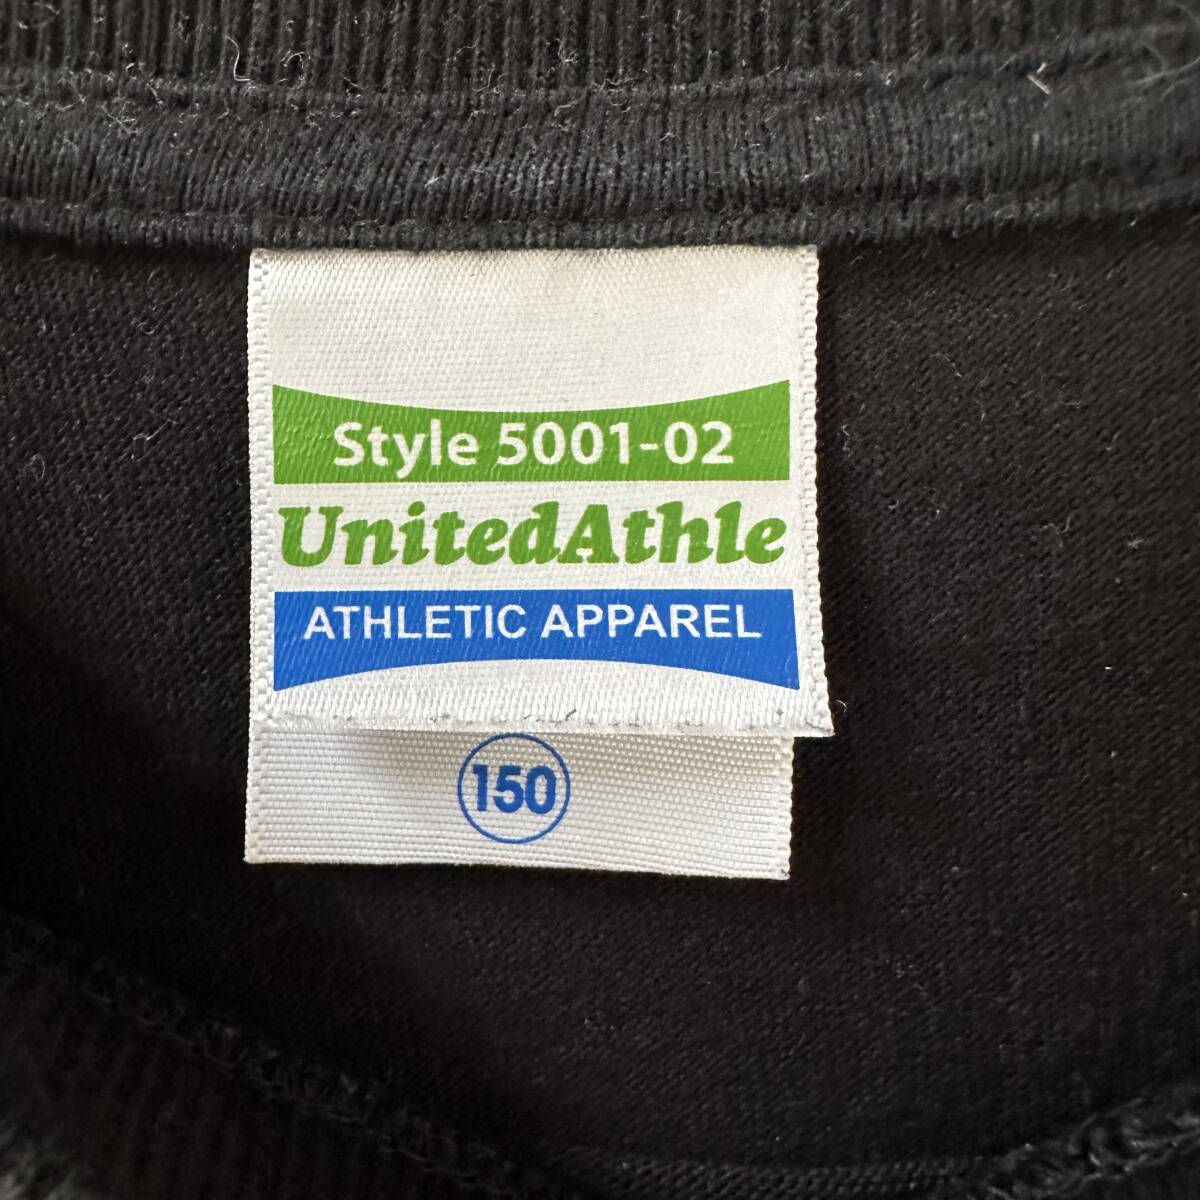 Style 5001-02
UnitedAthle
ATHLETIC APPAREL
150